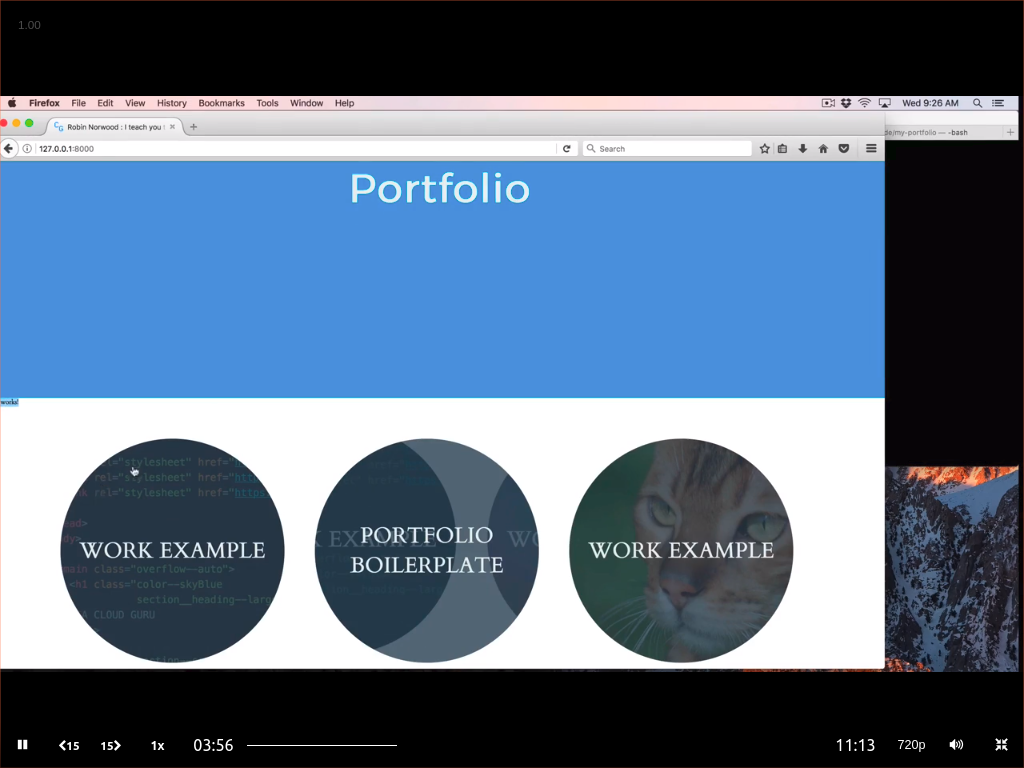 1.00
Firefox File Edit View History Bookmarks Tools Window Help Wed 9:26 AM
Robin Norwood : I teach you
de/my-portfolio — -bash
127.0.0.1:8000
Search
Portfolio
works!
="stylesheet" href=
rel="stylesheet" href="
rel="stylesheet" href="https
ead>
WORK EXAMPLE
PORTFOLIO
BOILERPLATE
WORK EXAMPLE
main class="overflow--auto">
<h1 class="color--skyBlue
section__heading--larg
A CLOUD GURU
15 15 1x 03:56 11:13 720p